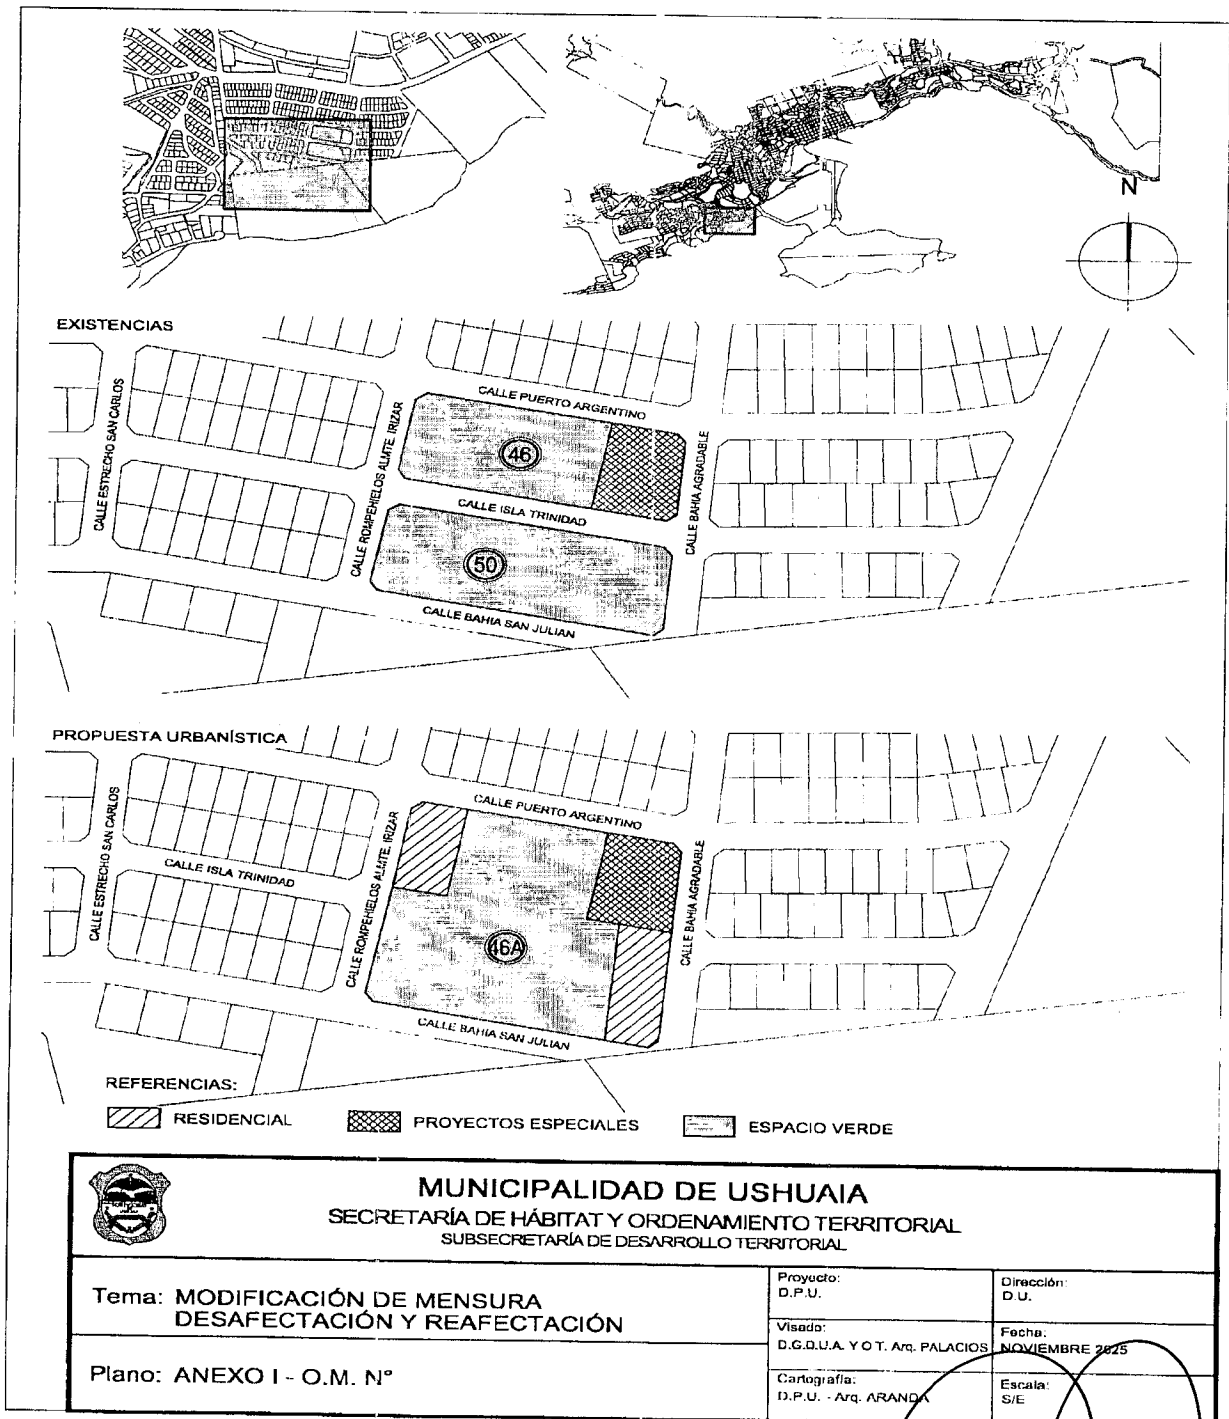 N
EXISTENCIAS
CALLE ESTRECHO SAN CARLOS
CALLE ROMPEHIELOS ALMTE. IRIZAR
CALLE PUERTO ARGENTINO
46
CALLE ISLA TRINIDAD
CALLE BAHIA AGRADABLE
50
CALLE BAHIA SAN JULIAN
PROPUESTA URBANÍSTICA
CALLE ESTRECHO SAN CARLOS
CALLE ISLA TRINIDAD
CALLE ROMPEHIELOS ALMTE. IRIZAR
CALLE PUERTO ARGENTINO
CALLE BAHIA AGRADABLE
46A
CALLE BAHIA SAN JULIAN
REFERENCIAS:
RESIDENCIAL
PROYECTOS ESPECIALES
ESPACIO VERDE
MUNICIPALIDAD DE USHUAIA
SECRETARÍA DE HÁBITAT Y ORDENAMIENTO TERRITORIAL
SUBSECRETARÍA DE DESARROLLO TERRITORIAL
Tema: MODIFICACIÓN DE MENSURA
DESAFECTACIÓN Y REAFECTACIÓN
Plano: ANEXO I - O.M. N°
Proyecto:
D.P.U.
Dirección:
D.U.
Visado:
D.G.D.U.A. Y O T. Arq. PALACIOS
Fecha:
NOVIEMBRE 2025
Cartografía:
D.P.U. - Arq. ARANDA
Escala:
S/E